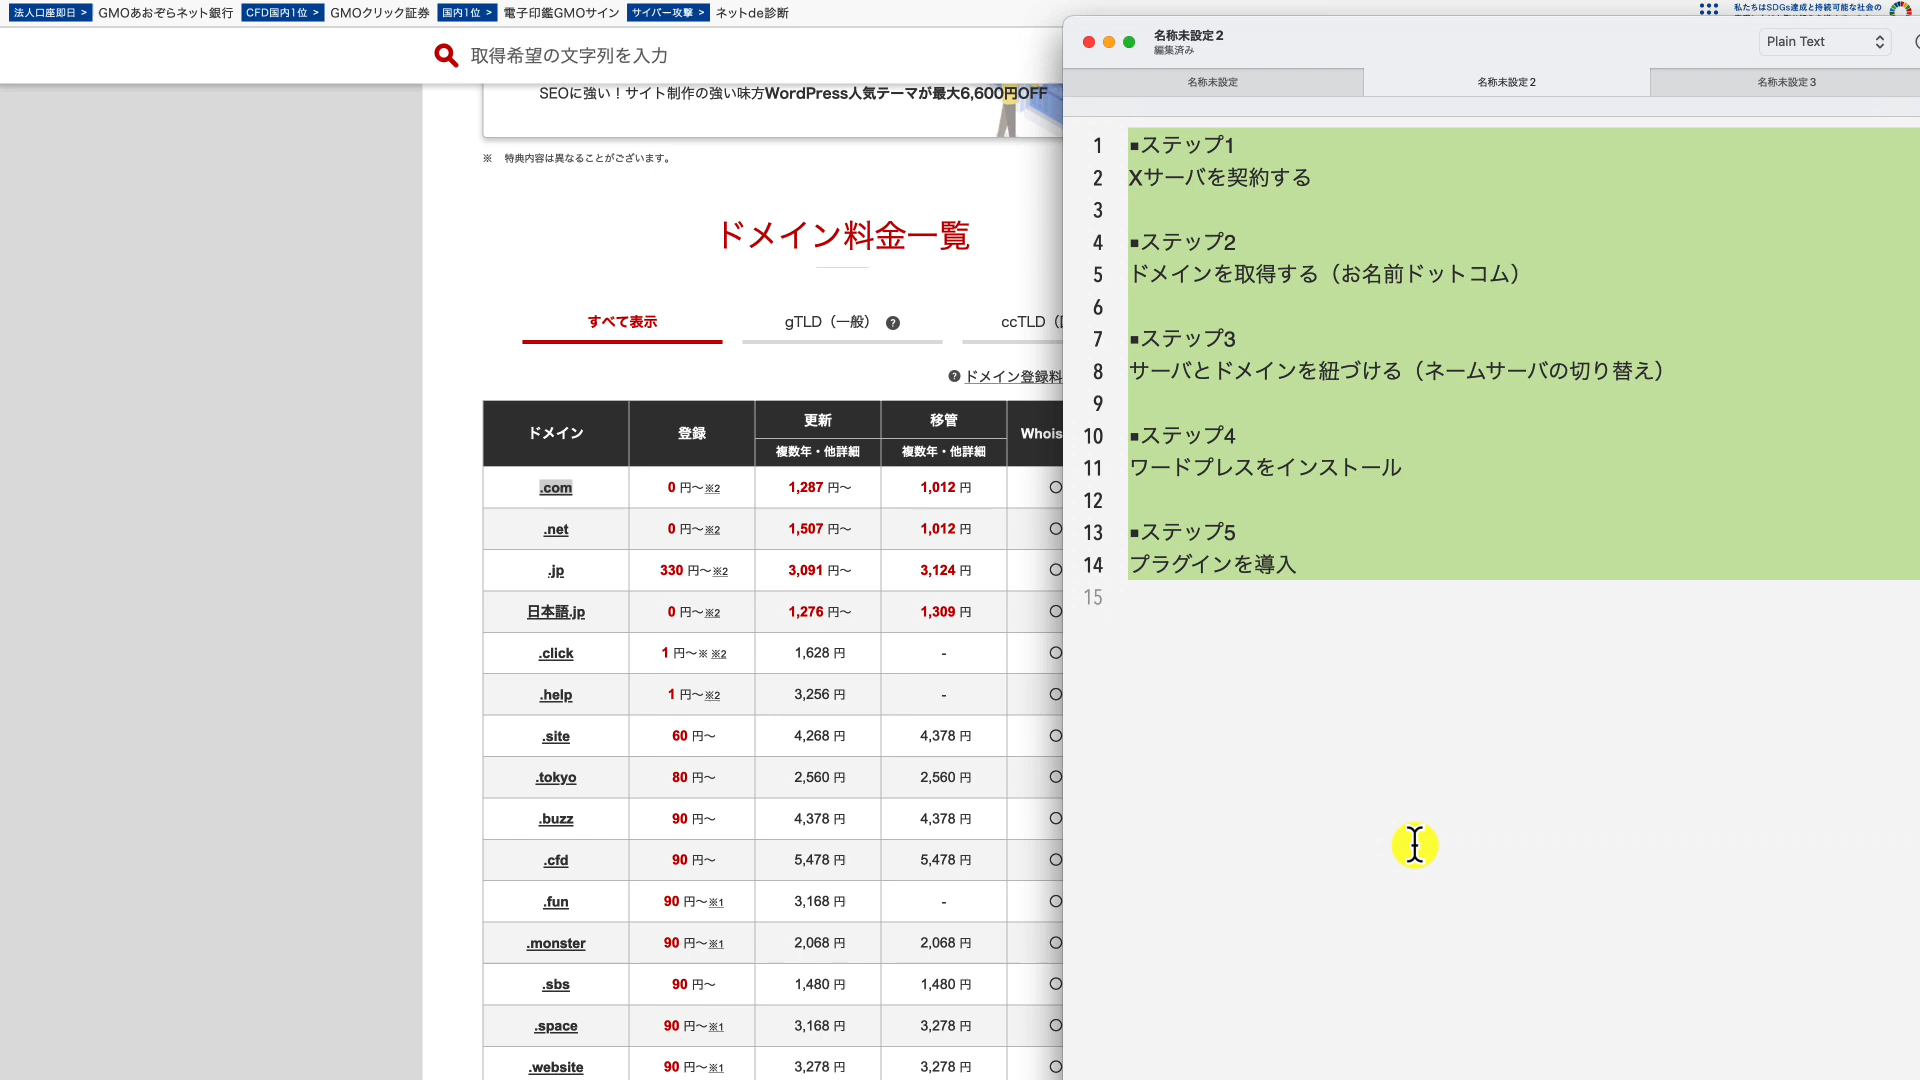 法人口座即日 > GMOあおぞらネット銀行 CFD国内1位 > GMOクリック証券 国内1位 > 電子印鑑GMOサイン サイバー攻撃 > ネットde診断
私たちはSDGs達成と持続可能な社会の
取得希望の文字列を入力
SEOに強い！サイト制作の強い味方WordPress人気テーマが最大6,600円OFF
※ 特典内容は異なることがございます。
ドメイン料金一覧
すべて表示 gTLD（一般） ? ccTLD
? ドメイン登録料
ドメイン 登録 更新 移管 Whois
複数年・他詳細 複数年・他詳細
.com 0 円〜※2 1,287 円〜 1,012 円 〇
.net 0 円〜※2 1,507 円〜 1,012 円 〇
.jp 330 円〜※2 3,091 円〜 3,124 円 〇
日本語.jp 0 円〜※2 1,276 円〜 1,309 円 〇
.click 1 円〜※ ※2 1,628 円 - 〇
.help 1 円〜※2 3,256 円 - 〇
.site 60 円〜 4,268 円 4,378 円 〇
.tokyo 80 円〜 2,560 円 2,560 円 〇
.buzz 90 円〜 4,378 円 4,378 円 〇
.cfd 90 円〜 5,478 円 5,478 円 〇
.fun 90 円〜※1 3,168 円 - 〇
.monster 90 円〜※1 2,068 円 2,068 円 〇
.sbs 90 円〜 1,480 円 1,480 円 〇
.space 90 円〜※1 3,168 円 3,278 円 〇
.website 90 円〜※1 3,278 円 3,278 円 〇
名称未設定 2
編集済み
Plain Text
名称未設定 名称未設定 2 名称未設定 3
1 ■ステップ1
2 Xサーバを契約する
3
4 ■ステップ2
5 ドメインを取得する（お名前ドットコム）
6
7 ■ステップ3
8 サーバとドメインを紐づける（ネームサーバの切り替え）
9
10 ■ステップ4
11 ワードプレスをインストール
12
13 ■ステップ5
14 プラグインを導入
15